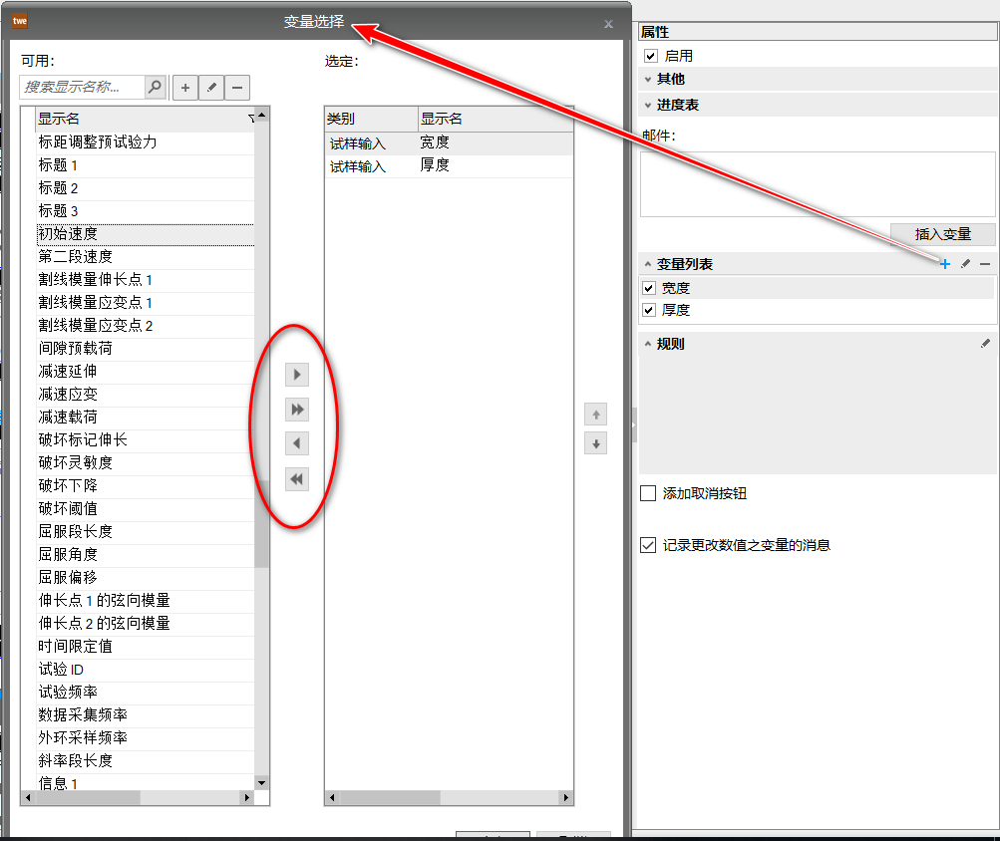 twe
变量选择
x
可用:
搜索显示名称...
显示名
标距调整预试验力
标题 1
标题 2
标题 3
初始速度
第二段速度
割线模量伸长点 1
割线模量应变点 1
割线模量应变点 2
间隙预载荷
减速延伸
减速应变
减速载荷
破坏标记伸长
破坏灵敏度
破坏下降
破坏阈值
屈服段长度
屈服角度
屈服偏移
伸长点 1 的弦向模量
伸长点 2 的弦向模量
时间限定值
试验 ID
试验频率
数据采集频率
外环采样频率
斜率段长度
信息 1
选定:
类别 显示名
试样输入 宽度
试样输入 厚度
属性
启用
其他
进度表
邮件:
插入变量
变量列表
宽度
厚度
规则
添加取消按钮
记录更改数值之变量的消息